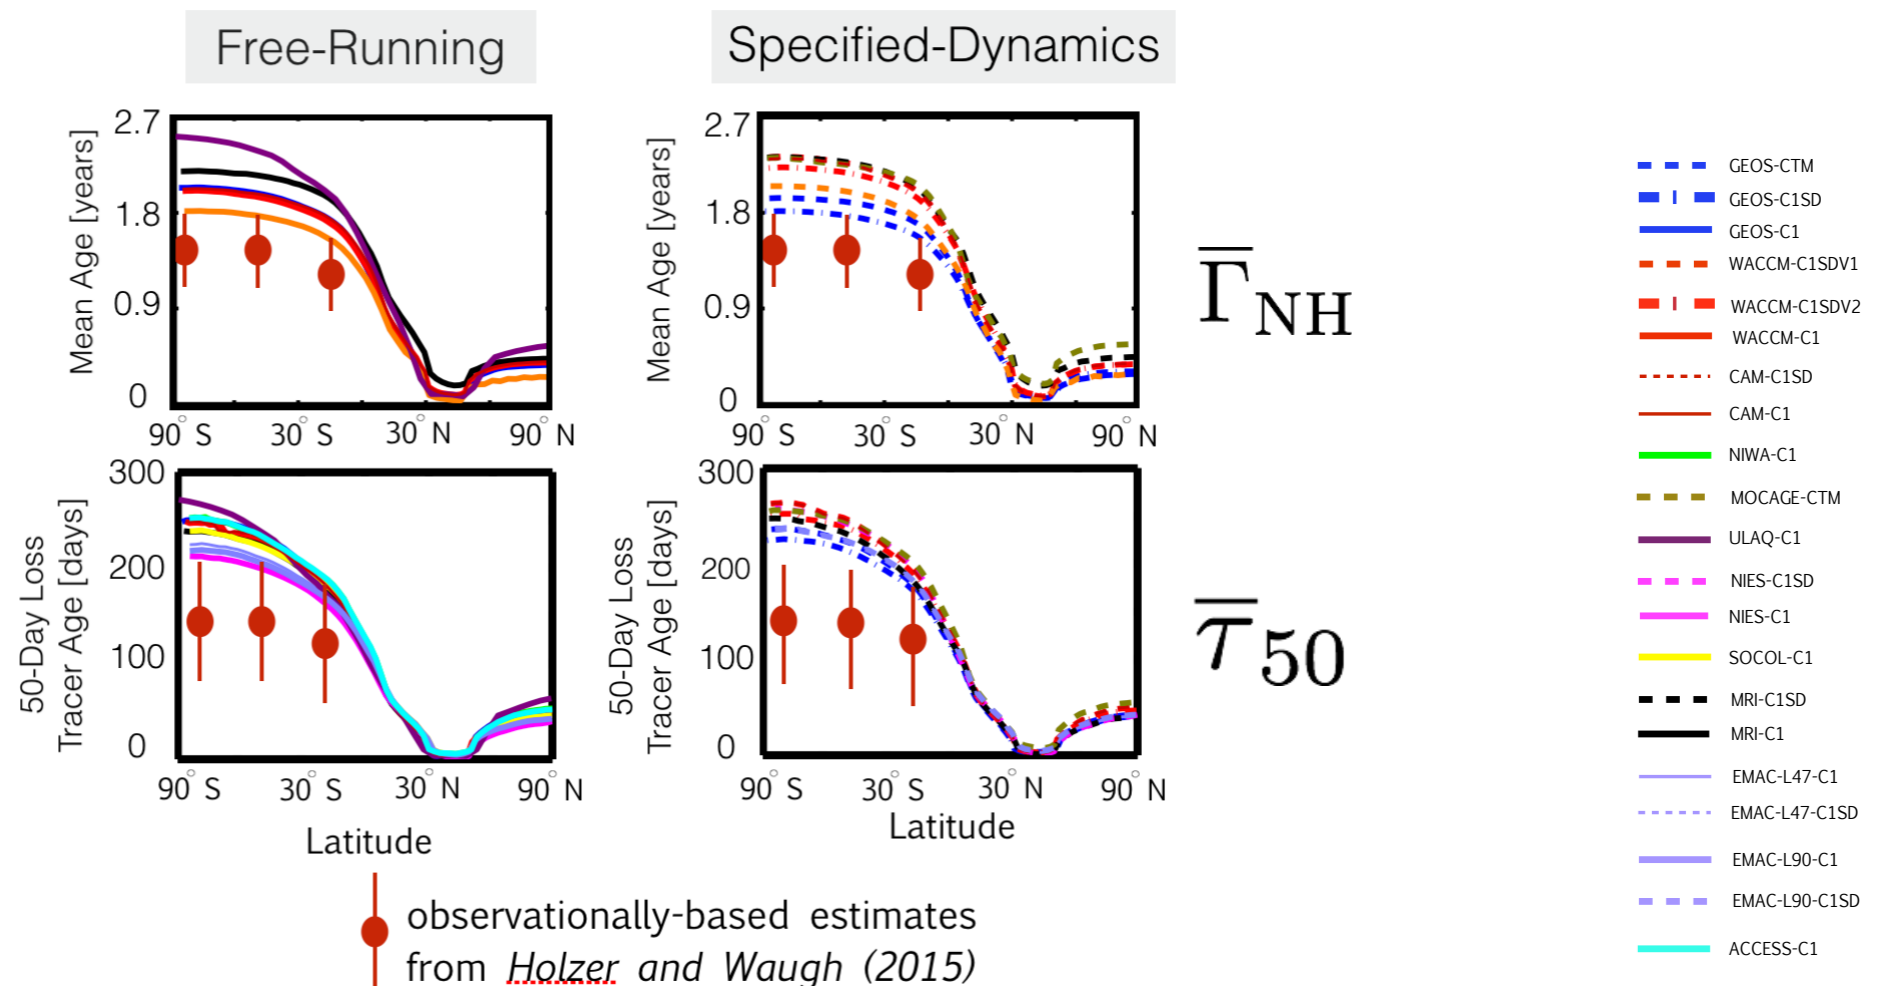 Free-Running
Specified-Dynamics
Mean Age [years]
2.7
1.8
0.9
0
90° S
30° S
30° N
90° N
Mean Age [years]
2.7
1.8
0.9
0
90° S
30° S
30° N
90° N
Γ̅NH
50-Day Loss
Tracer Age [days]
300
200
100
0
90° S
30° S
30° N
90° N
Latitude
50-Day Loss
Tracer Age [days]
300
200
100
0
90° S
30° S
30° N
90° N
Latitude
τ̅50
observationally-based estimates
from Holzer and Waugh (2015)
GEOS-CTM
GEOS-C1SD
GEOS-C1
WACCM-C1SDV1
WACCM-C1SDV2
WACCM-C1
CAM-C1SD
CAM-C1
NIWA-C1
MOCAGE-CTM
ULAQ-C1
NIES-C1SD
NIES-C1
SOCOL-C1
MRI-C1SD
MRI-C1
EMAC-L47-C1
EMAC-L47-C1SD
EMAC-L90-C1
EMAC-L90-C1SD
ACCESS-C1